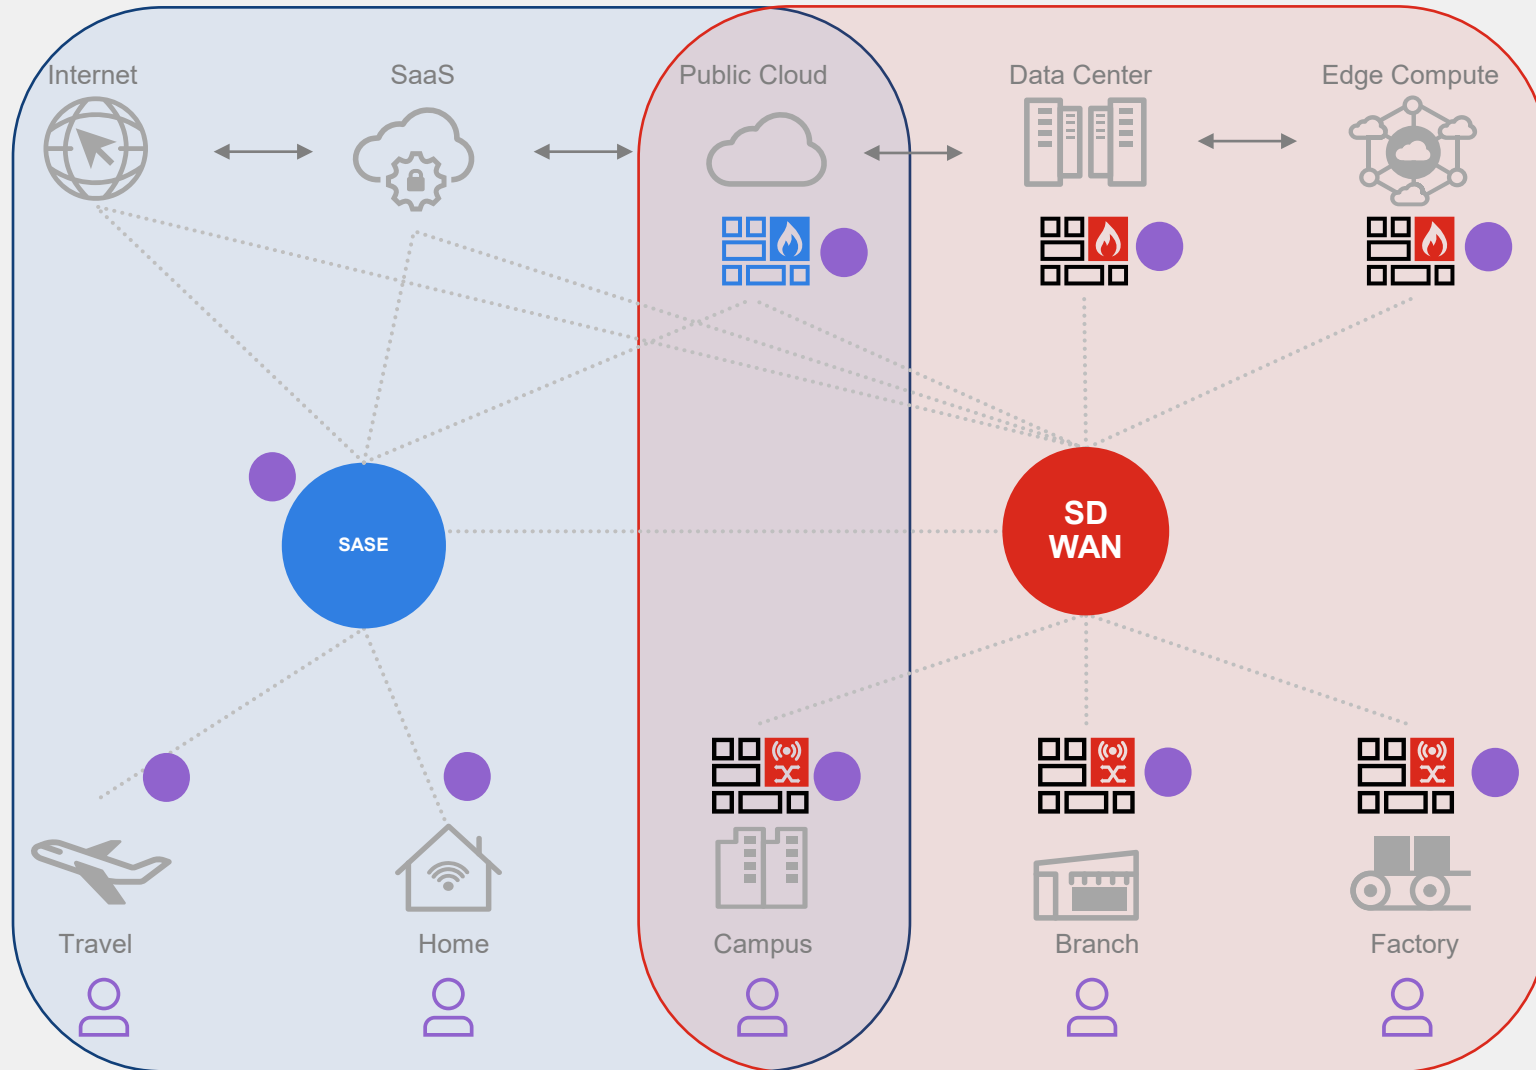 Internet
SaaS
Public Cloud
Data Center
Edge Compute
SASE
SD
WAN
Travel
Home
Campus
Branch
Factory